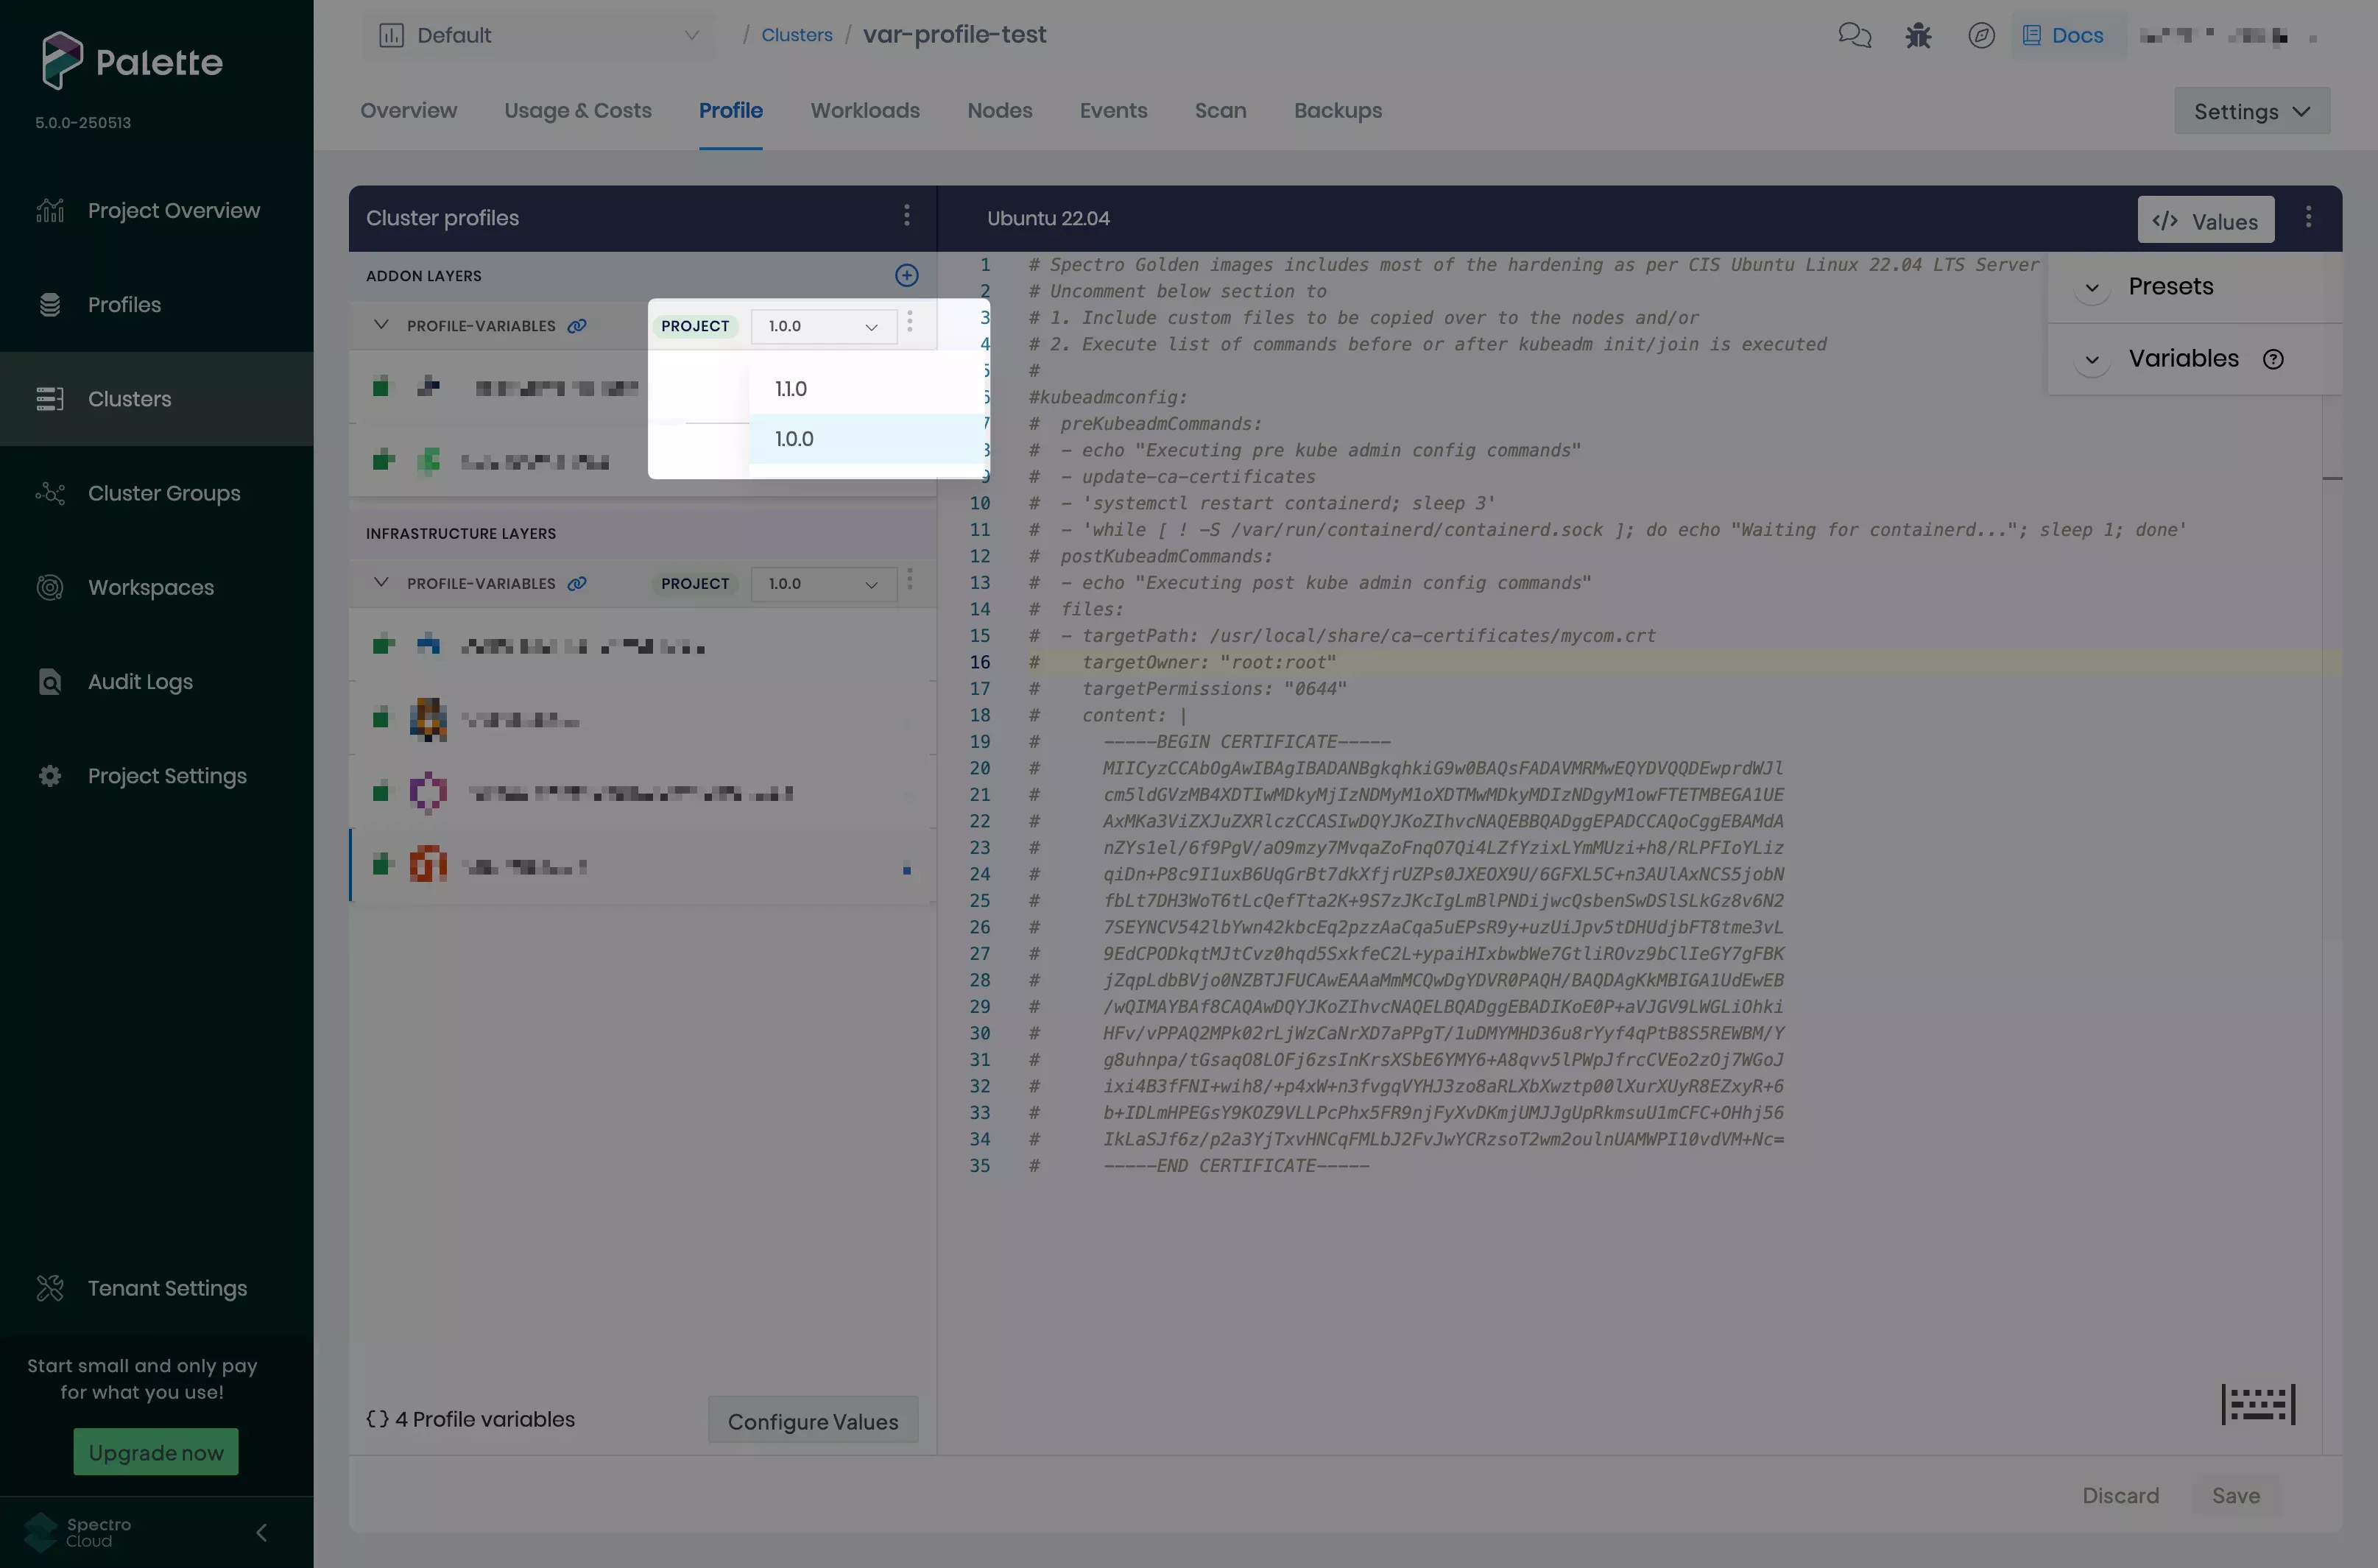 Palette
5.0.0-250513
Project Overview
Profiles
Clusters
Cluster Groups
Workspaces
Audit Logs
Project Settings
Tenant Settings
Start small and only pay
for what you use!
Upgrade now
Spectro
Cloud
Default
/ Clusters / var-profile-test
Docs
Overview
Usage & Costs
Profile
Workloads
Nodes
Events
Scan
Backups
Settings
Cluster profiles
ADDON LAYERS
PROFILE-VARIABLES
PROJECT
1.0.0
1.1.0
1.0.0
INFRASTRUCTURE LAYERS
PROFILE-VARIABLES
PROJECT
1.0.0
{} 4 Profile variables
Configure Values
Ubuntu 22.04
</> Values
Presets
Variables
1 # Spectro Golden images includes most of the hardening as per CIS Ubuntu Linux 22.04 LTS Server
2 # Uncomment below section to
3 # 1. Include custom files to be copied over to the nodes and/or
4 # 2. Execute list of commands before or after kubeadm init/join is executed
5 #
6 #kubeadmconfig:
7 #  preKubeadmCommands:
8 #  - echo "Executing pre kube admin config commands"
9 #  - update-ca-certificates
10 #  - 'systemctl restart containerd; sleep 3'
11 #  - 'while [ ! -S /var/run/containerd/containerd.sock ]; do echo "Waiting for containerd..."; sleep 1; done'
12 #  postKubeadmCommands:
13 #  - echo "Executing post kube admin config commands"
14 #  files:
15 #  - targetPath: /usr/local/share/ca-certificates/mycom.crt
16 #    targetOwner: "root:root"
17 #    targetPermissions: "0644"
18 #    content: |
19 #      -----BEGIN CERTIFICATE-----
20 #      MIICyzCCAbOgAwIBAgIBADANBgkqhkiG9w0BAQsFADAVMRMwEQYDVQQDEwprdWJl
21 #      cm5ldGVzMB4XDTIwMDkyMjIzNDMyM1oXDTMwMDkyMDIzNDgyM1owFTETMBEGA1UE
22 #      AxMKa3ViZXJuZXRlczCCASIwDQYJKoZIhvcNAQEBBQADggEPADCCAQoCggEBAMdA
23 #      nZYs1el/6f9PgV/aO9mzy7MvqaZoFnqO7Qi4LZfYzixLYmMUzi+h8/RLPFIoYLiz
24 #      qiDn+P8c9I1uxB6UqGrBt7dkXfjrUZPs0JXEOX9U/6GFXL5C+n3AUlAxNCS5jobN
25 #      fbLt7DH3WoT6tLcQefTta2K+9S7zJKcIgLmBlPNDijwcQsbenSwDSlSLkGz8v6N2
26 #      7SEYNCV542lbYwn42kbcEq2pzzAaCqa5uEPsR9y+uzUiJpv5tDHUdjbFT8tme3vL
27 #      9EdCPODkqtMJtCvz0hqd5SxkfeC2L+ypaiHIxbwbWe7GtliROvz9bClIeGY7gFBK
28 #      jZqpLdbBVjo0NZBTJFUCAwEAAaMmMCQwDgYDVR0PAQH/BAQDAgKkMBIGA1UdEwEB
29 #      /wQIMAYBAf8CAQAwDQYJKoZIhvcNAQELBQADggEBADIKoE0P+aVJGV9LWGLiOhki
30 #      HFv/vPPAQ2MPk02rLjWzCaNrXD7aPPgT/1uDMYMHD36u8rYyf4qPtB8S5REWBM/Y
31 #      g8uhnpa/tGsaqO8LOFj6zsInKrsXSbE6YMY6+A8qvv5lPWpJfrcCVEo2zOj7WGoJ
32 #      ixi4B3fFNI+wih8/+p4xW+n3fvgqVYHJ3zo8aRLXbXwztp00lXurXUyR8EZxyR+6
33 #      b+IDLmHPEGsY9KOZ9VLLPcPhx5FR9njFyXvDKmjUMJJgUpRkmsuU1mCFC+OHhj56
34 #      IkLaSJf6z/p2a3YjTxvHNCqFMLbJ2FvJwYCRzsoT2wm2oulnUAMWPI10vdVM+Nc=
35 #      -----END CERTIFICATE-----
Discard
Save